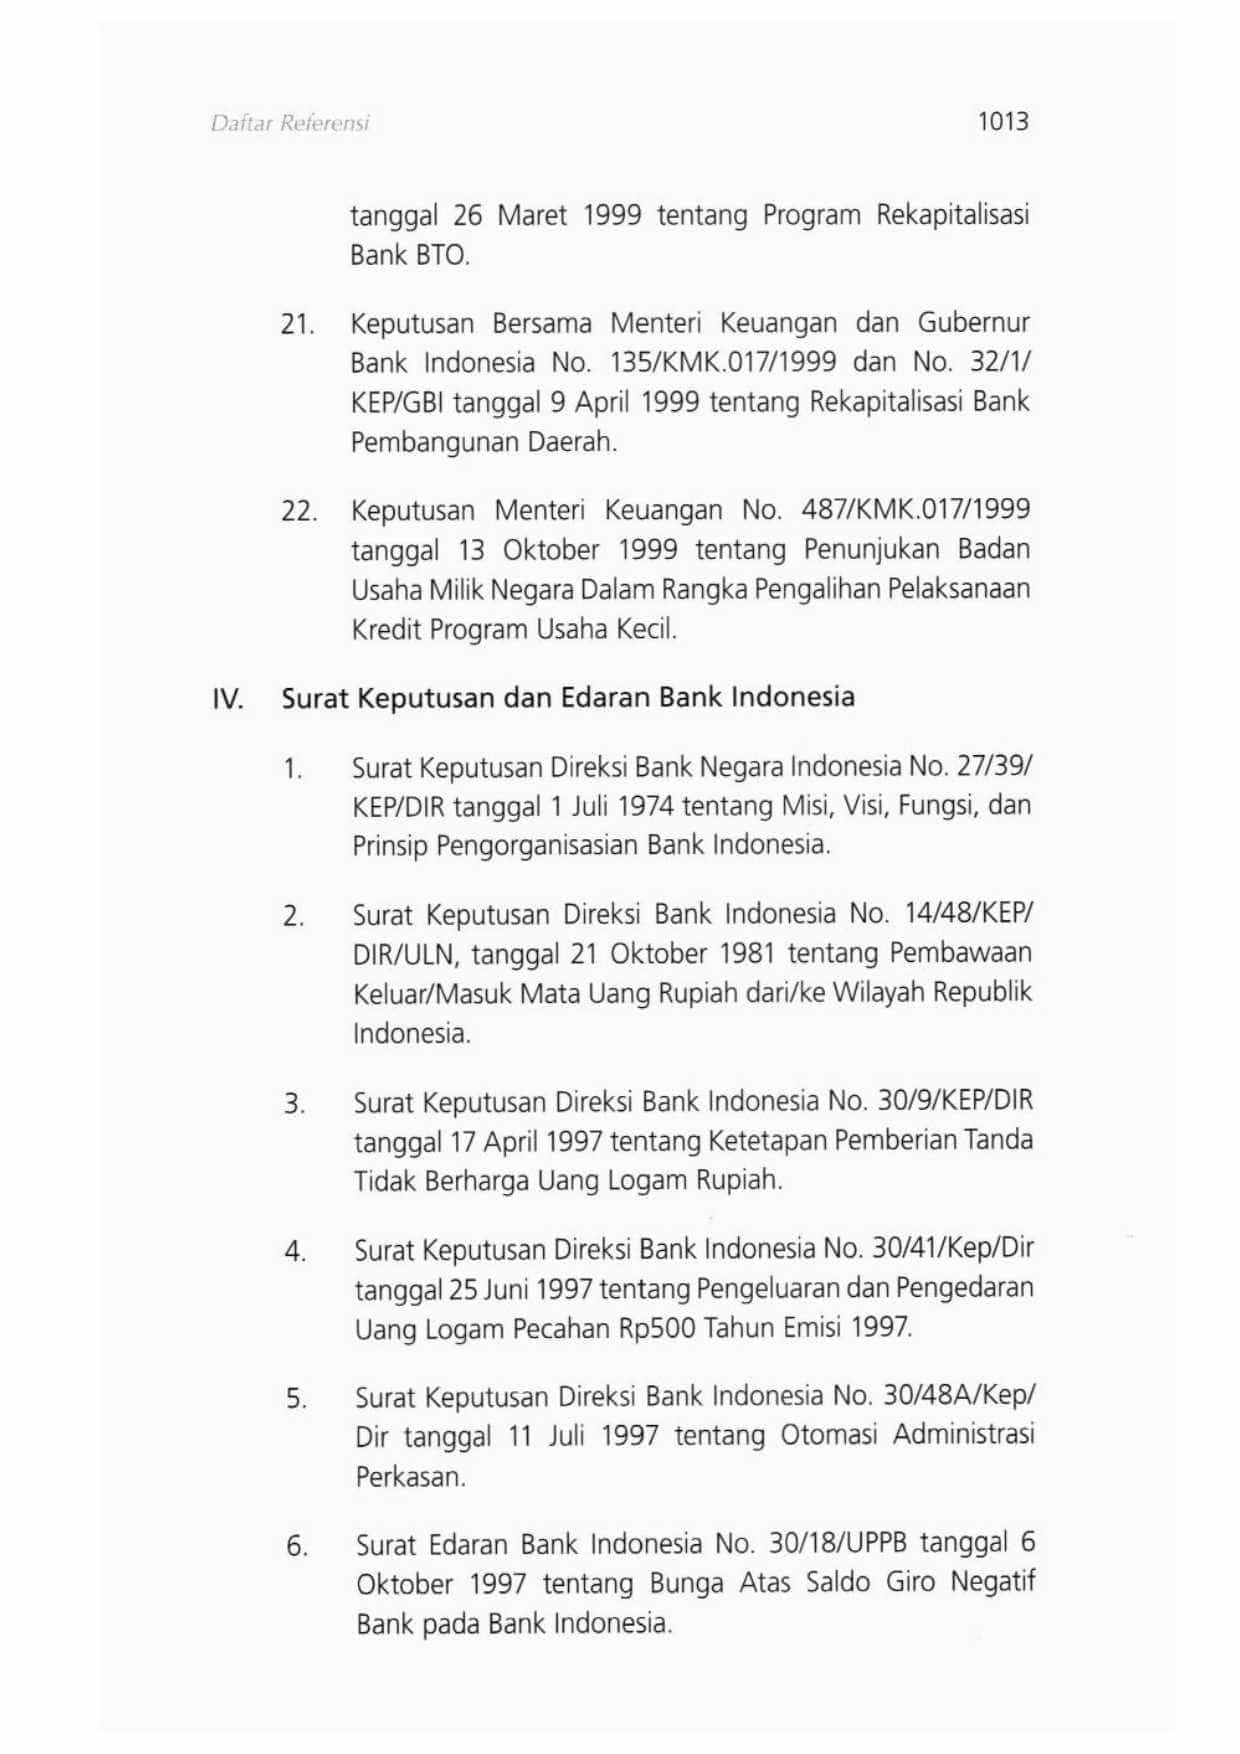 Daftar Referensi 1013
tanggal 26 Maret 1999 tentang Program Rekapitalisasi
Bank BTO.
21. Keputusan Bersama Menteri Keuangan dan Gubernur
Bank Indonesia No. 135/KMK.017/1999 dan No. 32/1/
KEP/GBI tanggal 9 April 1999 tentang Rekapitalisasi Bank
Pembangunan Daerah.
22. Keputusan Menteri Keuangan No. 487/KMK.017/1999
tanggal 13 Oktober 1999 tentang Penunjukan Badan
Usaha Milik Negara Dalam Rangka Pengalihan Pelaksanaan
Kredit Program Usaha Kecil.
IV. Surat Keputusan dan Edaran Bank Indonesia
1. Surat Keputusan Direksi Bank Negara Indonesia No. 27/39/
KEP/DIR tanggal 1 Juli 1974 tentang Misi, Visi, Fungsi, dan
Prinsip Pengorganisasian Bank Indonesia.
2. Surat Keputusan Direksi Bank Indonesia No. 14/48/KEP/
DIR/ULN, tanggal 21 Oktober 1981 tentang Pembawaan
Keluar/Masuk Mata Uang Rupiah dari/ke Wilayah Republik
Indonesia.
3. Surat Keputusan Direksi Bank Indonesia No. 30/9/KEP/DIR
tanggal 17 April 1997 tentang Ketetapan Pemberian Tanda
Tidak Berharga Uang Logam Rupiah.
4. Surat Keputusan Direksi Bank Indonesia No. 30/41/Kep/Dir
tanggal 25 Juni 1997 tentang Pengeluaran dan Pengedaran
Uang Logam Pecahan Rp500 Tahun Emisi 1997.
5. Surat Keputusan Direksi Bank Indonesia No. 30/48A/Kep/
Dir tanggal 11 Juli 1997 tentang Otomasi Administrasi
Perkasan.
6. Surat Edaran Bank Indonesia No. 30/18/UPPB tanggal 6
Oktober 1997 tentang Bunga Atas Saldo Giro Negatif
Bank pada Bank Indonesia.